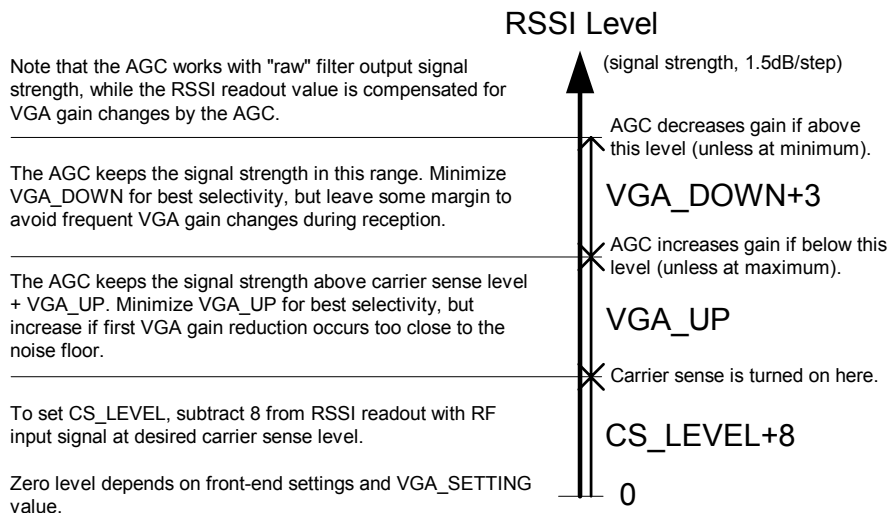 RSSI Level
(signal strength, 1.5dB/step)
Note that the AGC works with "raw" filter output signal
strength, while the RSSI readout value is compensated for
VGA gain changes by the AGC.
AGC decreases gain if above
this level (unless at minimum).
The AGC keeps the signal strength in this range. Minimize
VGA_DOWN for best selectivity, but leave some margin to
avoid frequent VGA gain changes during reception.
VGA_DOWN+3
AGC increases gain if below this
level (unless at maximum).
The AGC keeps the signal strength above carrier sense level
+ VGA_UP. Minimize VGA_UP for best selectivity, but
increase if first VGA gain reduction occurs too close to the
noise floor.
VGA_UP
Carrier sense is turned on here.
To set CS_LEVEL, subtract 8 from RSSI readout with RF
input signal at desired carrier sense level.
CS_LEVEL+8
Zero level depends on front-end settings and VGA_SETTING
value.
0